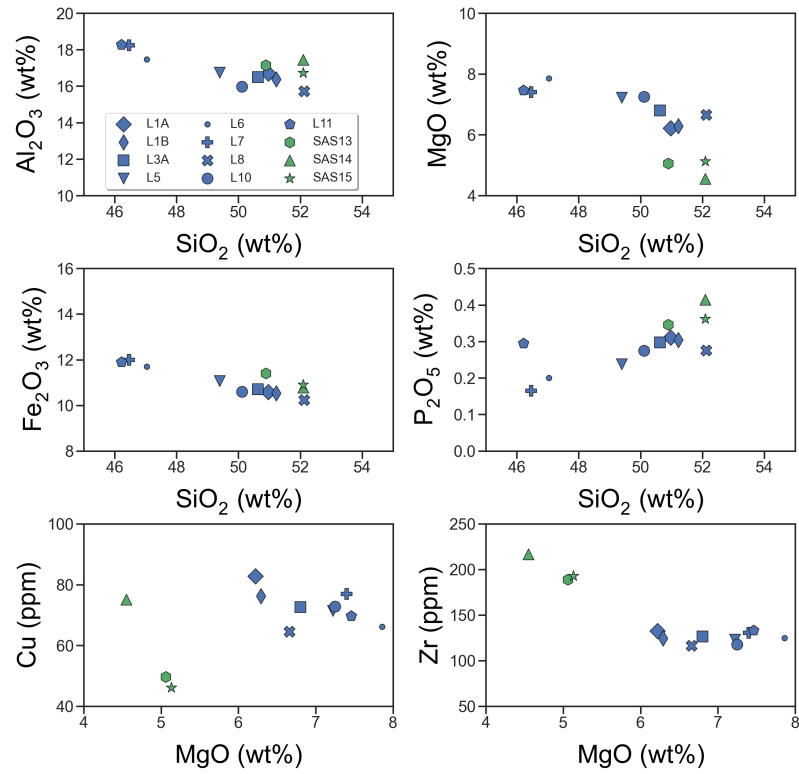 20
18
16
14
12
10
Al2O3 (wt%)
L1A
L1B
L3A
L5
L6
L7
L8
L10
L11
SAS13
SAS14
SAS15
46 48 50 52 54
SiO2 (wt%)
10
8
6
4
MgO (wt%)
46 48 50 52 54
SiO2 (wt%)
16
14
12
10
8
Fe2O3 (wt%)
46 48 50 52 54
SiO2 (wt%)
0.5
0.4
0.3
0.2
0.1
0.0
P2O5 (wt%)
46 48 50 52 54
SiO2 (wt%)
100
80
60
40
Cu (ppm)
4 5 6 7 8
MgO (wt%)
250
200
150
100
50
Zr (ppm)
4 5 6 7 8
MgO (wt%)